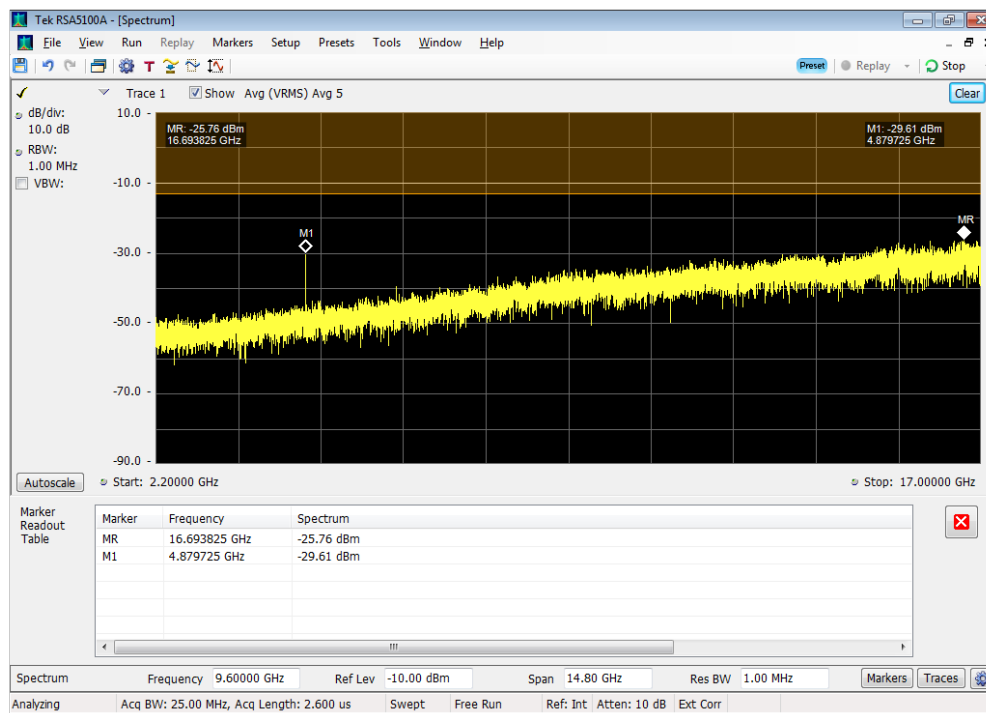 Tek RSA5100A - [Spectrum]
File View Run Replay Markers Setup Presets Tools Window Help
Preset Replay Stop
Trace 1 Show Avg (VRMS) Avg 5 Clear
dB/div:
10.0 dB
RBW:
1.00 MHz
VBW:
10.0 -
-10.0 -
-30.0 -
-50.0 -
-70.0 -
-90.0 -
MR: -25.76 dBm
16.693825 GHz
M1: -29.61 dBm
4.879725 GHz
M1
MR
Autoscale Start: 2.20000 GHz Stop: 17.00000 GHz
Marker
Readout
Table
Marker Frequency Spectrum
MR 16.693825 GHz -25.76 dBm
M1 4.879725 GHz -29.61 dBm
Spectrum Frequency 9.60000 GHz Ref Lev -10.00 dBm Span 14.80 GHz Res BW 1.00 MHz Markers Traces
Analyzing Acq BW: 25.00 MHz, Acq Length: 2.600 us Swept Free Run Ref: Int Atten: 10 dB Ext Corr